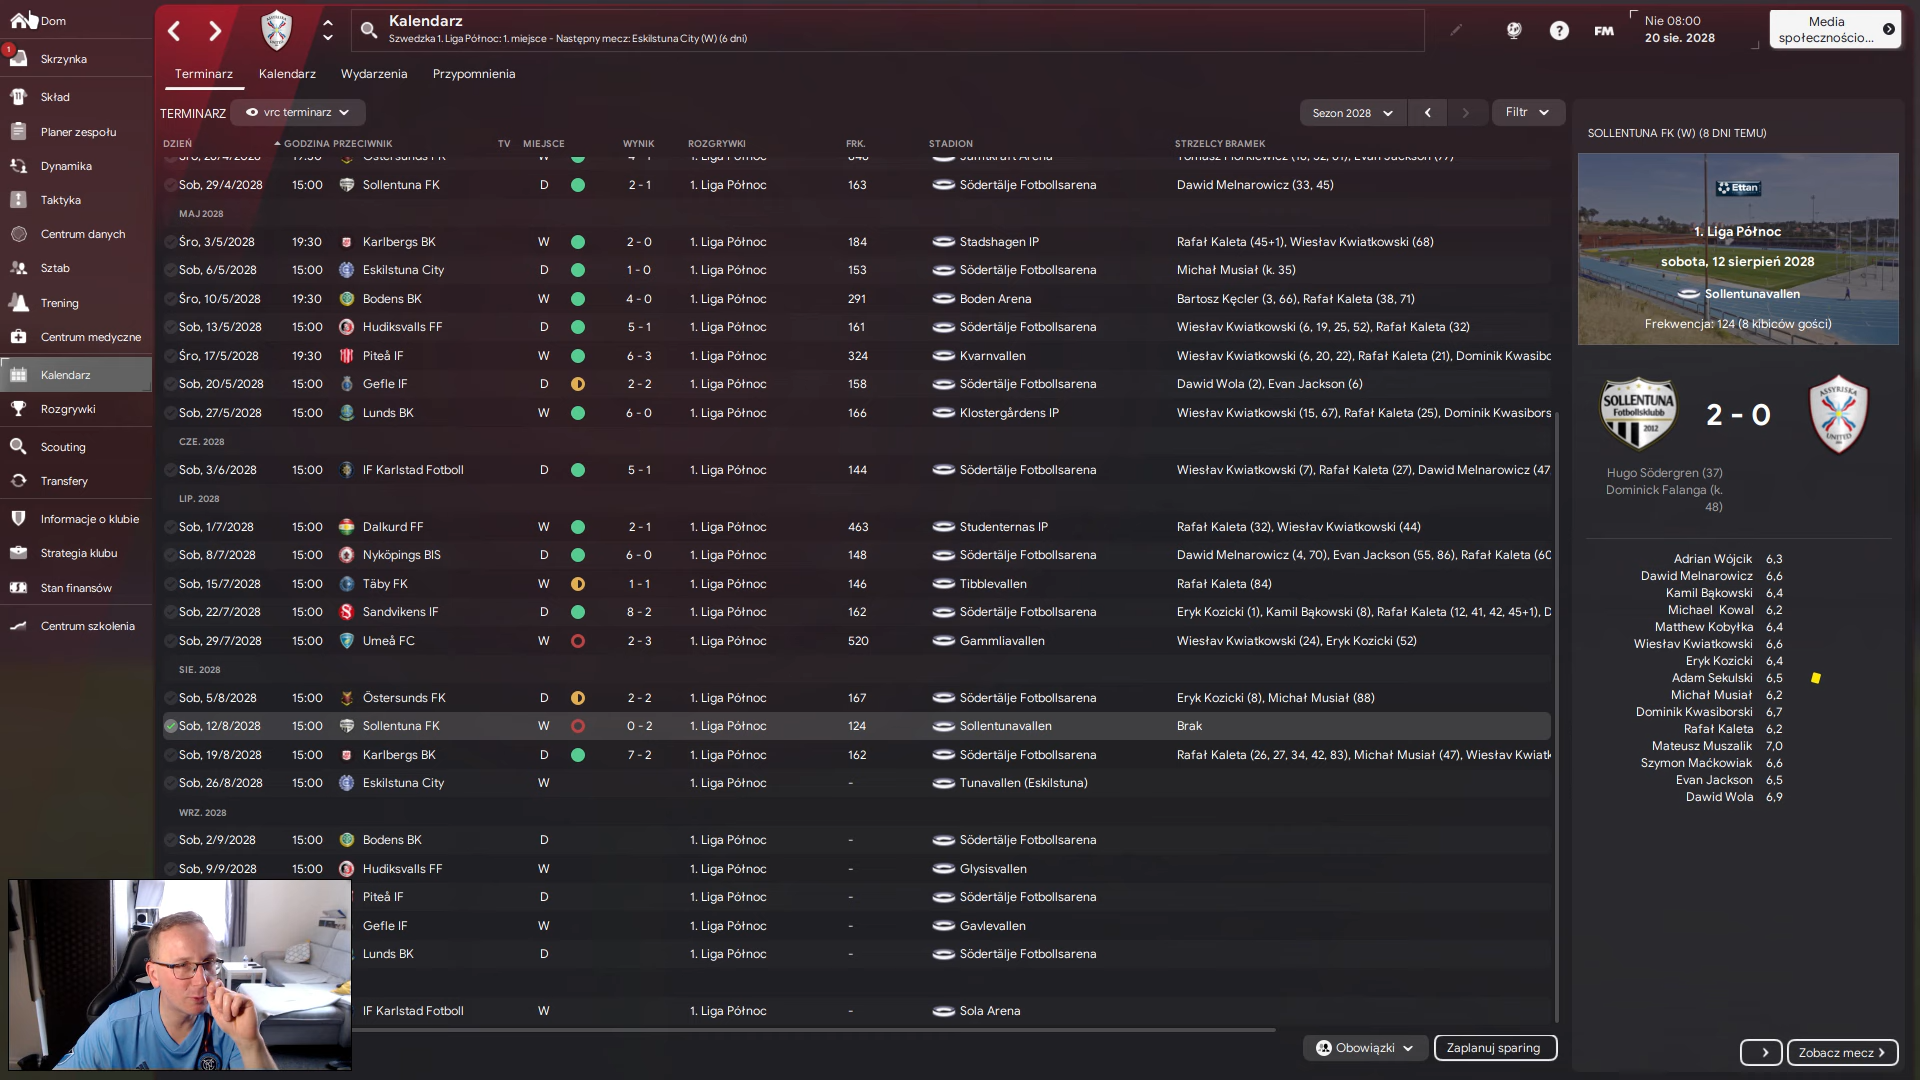 Dom
1
Skrzynka
Skład
Planer zespołu
Dynamika
Taktyka
Centrum danych
Sztab
Trening
Centrum medyczne
Kalendarz
Rozgrywki
Scouting
Transfery
Informacje o klubie
Strategia klubu
Stan finansów
Centrum szkolenia
Kalendarz
Szwedzka 1. Liga Północ: 1. miejsce - Następny mecz: Eskilstuna City (W) (6 dni)
FM
Nie 08:00
20 sie. 2028
Media
społecznościo...
Terminarz Kalendarz Wydarzenia Przypomnienia
TERMINARZ vrc terminarz Sezon 2028 Filtr
DZIEŃ GODZINA PRZECIWNIK TV MIEJSCE WYNIK ROZGRYWKI FRK. STADION STRZELCY BRAMEK
Sob, 29/4/2028 15:00 Sollentuna FK D 2 - 1 1. Liga Północ 163 Södertälje Fotbollsarena Dawid Melnarowicz (33, 45)
MAJ 2028
Śro, 3/5/2028 19:30 Karlbergs BK W 2 - 0 1. Liga Północ 184 Stadshagen IP Rafał Kaleta (45+1), Wiesłav Kwiatkowski (68)
Sob, 6/5/2028 15:00 Eskilstuna City D 1 - 0 1. Liga Północ 153 Södertälje Fotbollsarena Michał Musiał (k. 35)
Śro, 10/5/2028 19:30 Bodens BK W 4 - 0 1. Liga Północ 291 Boden Arena Bartosz Kęcler (3, 66), Rafał Kaleta (38, 71)
Sob, 13/5/2028 15:00 Hudiksvalls FF D 5 - 1 1. Liga Północ 161 Södertälje Fotbollsarena Wiesłav Kwiatkowski (6, 19, 25, 52), Rafał Kaleta (32)
Śro, 17/5/2028 19:30 Piteå IF W 6 - 3 1. Liga Północ 324 Kvarnvallen Wiesłav Kwiatkowski (6, 20, 22), Rafał Kaleta (21), Dominik Kwasibo
Sob, 20/5/2028 15:00 Gefle IF D 2 - 2 1. Liga Północ 158 Södertälje Fotbollsarena Dawid Wola (2), Evan Jackson (6)
Sob, 27/5/2028 15:00 Lunds BK W 6 - 0 1. Liga Północ 166 Klostergårdens IP Wiesłav Kwiatkowski (15, 67), Rafał Kaleta (25), Dominik Kwasibors
CZE. 2028
Sob, 3/6/2028 15:00 IF Karlstad Fotboll D 5 - 1 1. Liga Północ 144 Södertälje Fotbollsarena Wiesłav Kwiatkowski (7), Rafał Kaleta (27), Dawid Melnarowicz (47
LIP. 2028
Sob, 1/7/2028 15:00 Dalkurd FF W 2 - 1 1. Liga Północ 463 Studenternas IP Rafał Kaleta (32), Wiesłav Kwiatkowski (44)
Sob, 8/7/2028 15:00 Nyköpings BIS D 6 - 0 1. Liga Północ 148 Södertälje Fotbollsarena Dawid Melnarowicz (4, 70), Evan Jackson (55, 86), Rafał Kaleta (60
Sob, 15/7/2028 15:00 Täby FK W 1 - 1 1. Liga Północ 146 Tibblevallen Rafał Kaleta (84)
Sob, 22/7/2028 15:00 Sandvikens IF D 8 - 2 1. Liga Północ 162 Södertälje Fotbollsarena Eryk Kozicki (1), Kamil Bąkowski (8), Rafał Kaleta (12, 41, 42, 45+1), D
Sob, 29/7/2028 15:00 Umeå FC W 2 - 3 1. Liga Północ 520 Gammliavallen Wiesłav Kwiatkowski (24), Eryk Kozicki (52)
SIE. 2028
Sob, 5/8/2028 15:00 Östersunds FK D 2 - 2 1. Liga Północ 167 Södertälje Fotbollsarena Eryk Kozicki (8), Michał Musiał (88)
Sob, 12/8/2028 15:00 Sollentuna FK W 0 - 2 1. Liga Północ 124 Sollentunavallen Brak
Sob, 19/8/2028 15:00 Karlbergs BK D 7 - 2 1. Liga Północ 162 Södertälje Fotbollsarena Rafał Kaleta (26, 27, 34, 42, 83), Michał Musiał (47), Wiesłav Kwiatk
Sob, 26/8/2028 15:00 Eskilstuna City W 1. Liga Północ - Tunavallen (Eskilstuna)
WRZ. 2028
Sob, 2/9/2028 15:00 Bodens BK D 1. Liga Północ - Södertälje Fotbollsarena
Sob, 9/9/2028 15:00 Hudiksvalls FF W 1. Liga Północ - Glysisvallen
Piteå IF D 1. Liga Północ - Södertälje Fotbollsarena
Gefle IF W 1. Liga Północ - Gavlevallen
Lunds BK D 1. Liga Północ - Södertälje Fotbollsarena
IF Karlstad Fotboll W 1. Liga Północ - Sola Arena
Obowiązki Zaplanuj sparing
SOLLENTUNA FK (W) (8 DNI TEMU)
Ettan
1. Liga Północ
sobota, 12 sierpień 2028
Sollentunavallen
Frekwencja: 124 (8 kibiców gości)
SOLLENTUNA
Fotbollsklubb
2012
2 - 0
ASSYRISKA
UNITED
Hugo Södergren (37)
Dominick Falanga (k.
48)
Adrian Wójcik 6,3
Dawid Melnarowicz 6,6
Kamil Bąkowski 6,4
Michael Kowal 6,2
Matthew Kobyłka 6,4
Wiesłav Kwiatkowski 6,6
Eryk Kozicki 6,4
Adam Sekulski 6,5
Michał Musiał 6,2
Dominik Kwasiborski 6,7
Rafał Kaleta 6,2
Mateusz Muszalik 7,0
Szymon Maćkowiak 6,6
Evan Jackson 6,5
Dawid Wola 6,9
Zobacz mecz